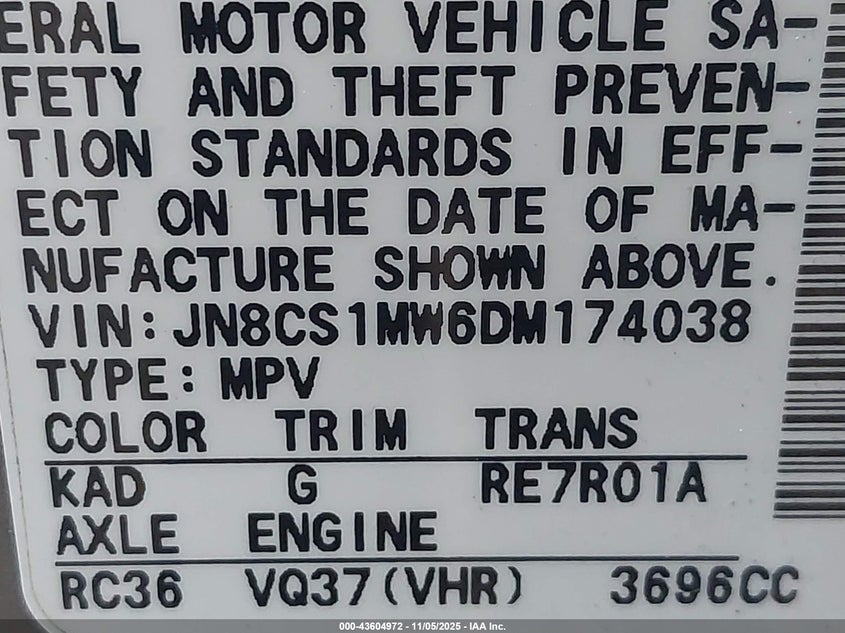 ERAL MOTOR VEHICLE SA-
FETY AND THEFT PREVEN-
TION STANDARDS IN EFF-
ECT ON THE DATE OF MA-
NUFACTURE SHOWN ABOVE.
VIN: JN8CS1MW6DM174038
TYPE: MPV
COLOR TRIM TRANS
KAD G RE7R01A
AXLE ENGINE
RC36 VQ37(VHR) 3696CC
000-43604972 - 11/05/2025 - IAA Inc.